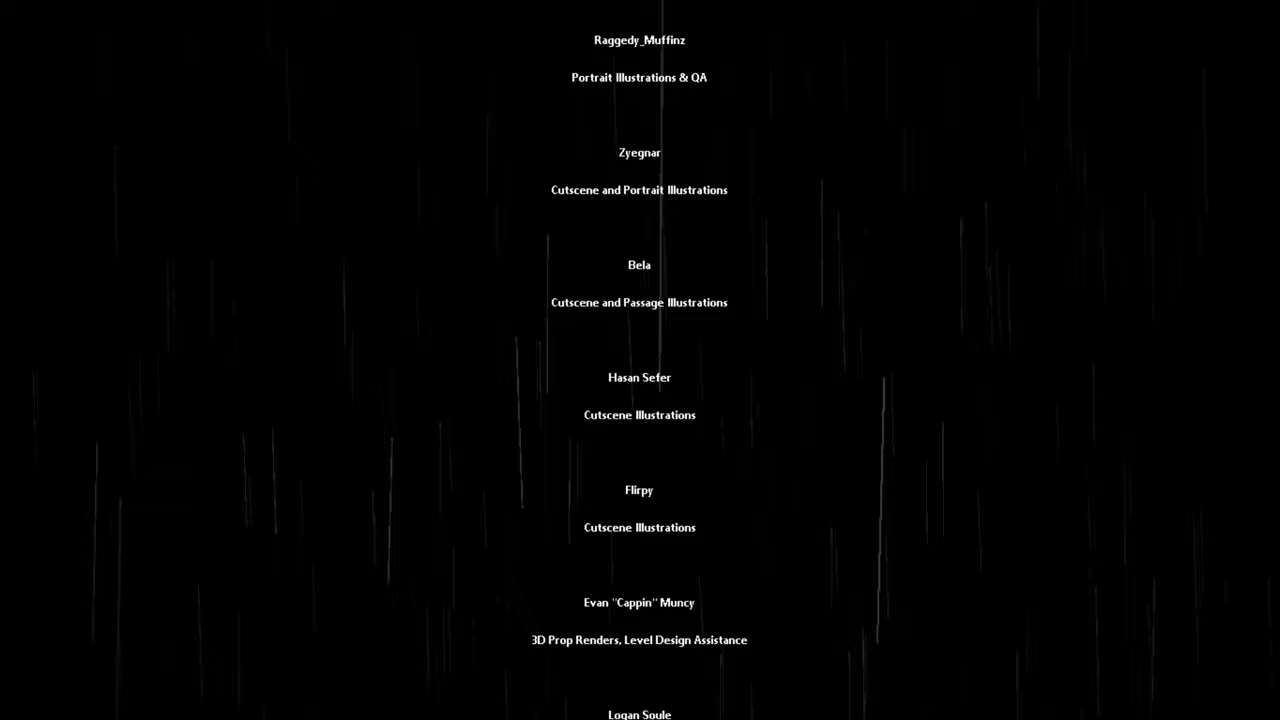 Raggedy_Muffinz
Portrait Illustrations & QA
Zyegnar
Cutscene and Portrait Illustrations
Bela
Cutscene and Passage Illustrations
Hasan Sefer
Cutscene Illustrations
Flirpy
Cutscene Illustrations
Evan "Cappin" Muncy
3D Prop Renders, Level Design Assistance
Logan Soule